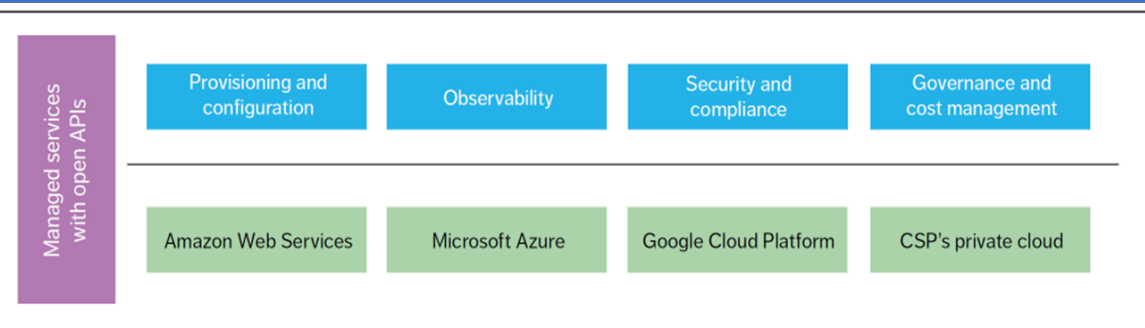 Managed services
with open APIs
Provisioning and
configuration
Observability
Security and
compliance
Governance and
cost management
Amazon Web Services
Microsoft Azure
Google Cloud Platform
CSP's private cloud